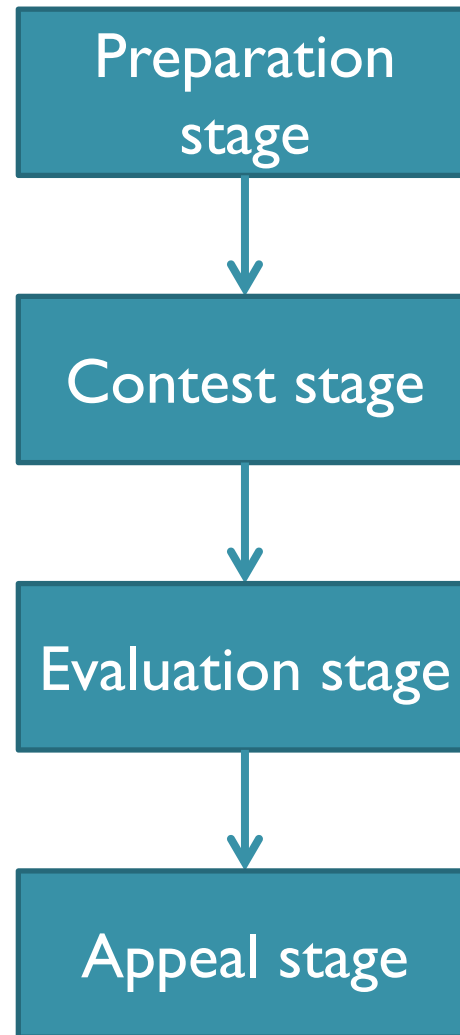 Preparation
stage
Contest stage
Evaluation stage
Appeal stage